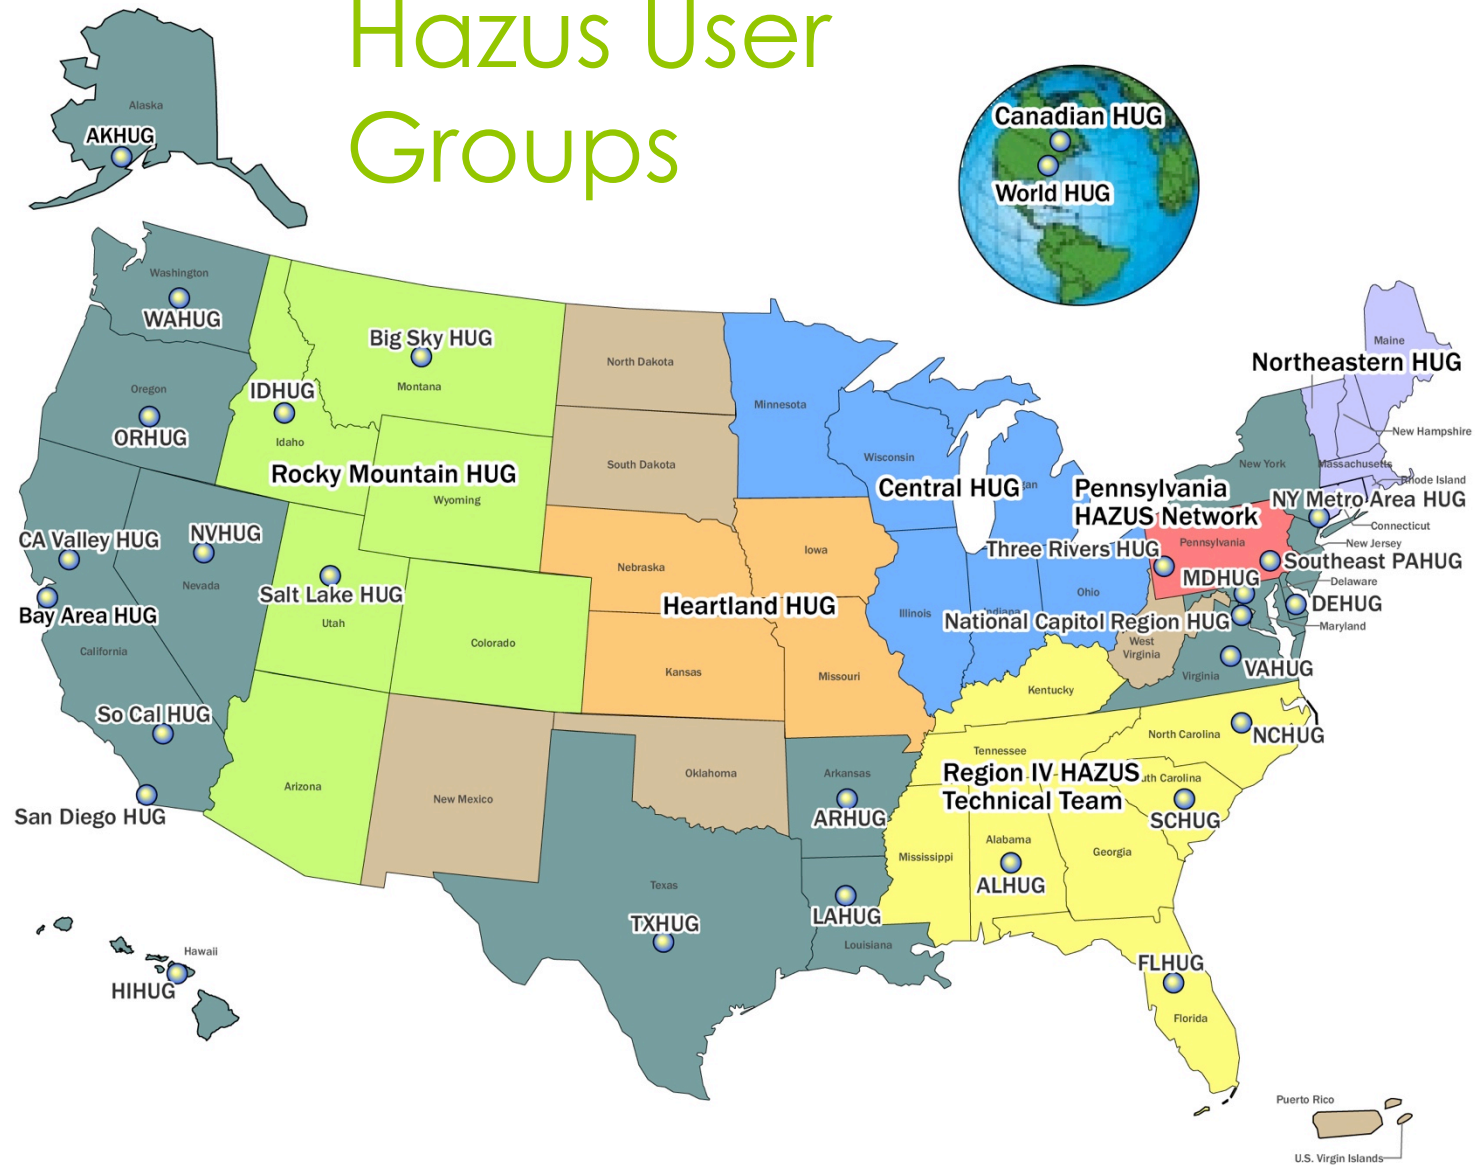 Hazus User
Groups
Alaska
AKHUG
Canadian HUG
World HUG
Washington
WAHUG
Oregon
ORHUG
Big Sky HUG
Montana
IDHUG
Idaho
Rocky Mountain HUG
Wyoming
North Dakota
South Dakota
Minnesota
Wisconsin
Central HUG
gan
Maine
Northeastern HUG
New Hampshire
New York
Massachusetts
Rhode Island
NY Metro Area HUG
Connecticut
New Jersey
Pennsylvania
HAZUS Network
Pennsylvania
Three Rivers HUG
Southeast PAHUG
MDHUG
Delaware
DEHUG
Maryland
National Capitol Region HUG
CA Valley HUG
NVHUG
Nevada
Bay Area HUG
California
Salt Lake HUG
Utah
Colorado
Nebraska
Iowa
Heartland HUG
Kansas
Missouri
Illinois
Indiana
Ohio
West
Virginia
VAHUG
Virginia
Kentucky
So Cal HUG
San Diego HUG
Arizona
New Mexico
Oklahoma
Arkansas
ARHUG
Tennessee
North Carolina
NCHUG
Region IV HAZUS
Technical Team
uth Carolina
SCHUG
Mississippi
Alabama
ALHUG
Georgia
Texas
TXHUG
LAHUG
Louisiana
FLHUG
Florida
Hawaii
HIHUG
Puerto Rico
U.S. Virgin Islands